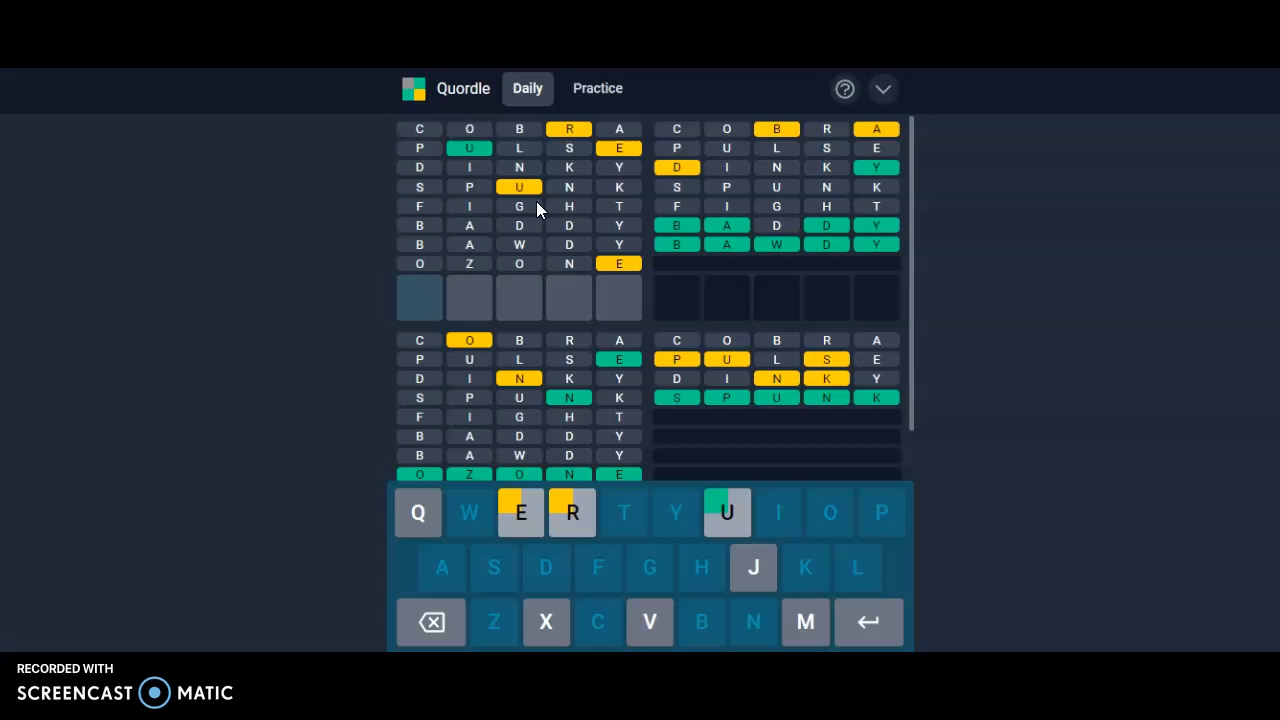 Quordle Daily Practice
C O B R A C O B R A
P U L S E P U L S E
D I N K Y D I N K Y
S P U N K S P U N K
F I G H T F I G H T
B A D D Y B A D D Y
B A W D Y B A W D Y
O Z O N E
C O B R A C O B R A
P U L S E P U L S E
D I N K Y D I N K Y
S P U N K S P U N K
F I G H T
B A D D Y
B A W D Y
O Z O N E
Q W E R T Y U I O P
A S D F G H J K L
Z X C V B N M
RECORDED WITH
SCREENCAST MATIC